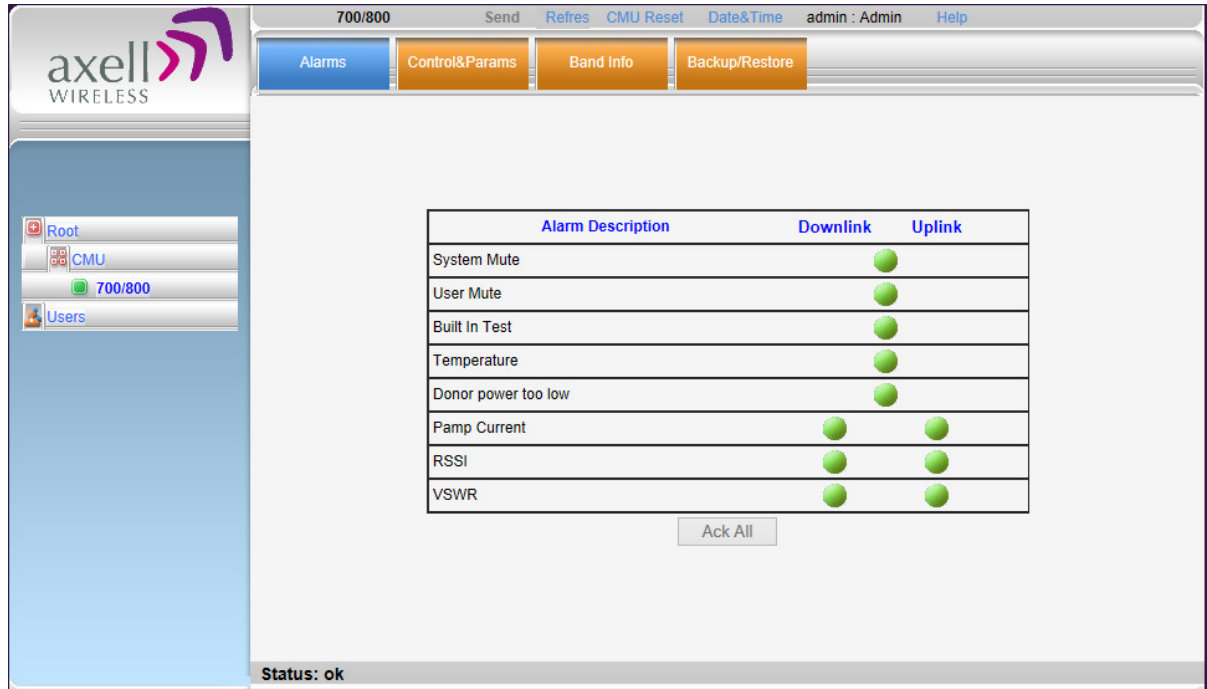 axell
WIRELESS
700/800 Send Refres CMU Reset Date&Time admin : Admin Help
Alarms Control&Params Band Info Backup/Restore
Root
CMU
700/800
Users
Alarm Description Downlink Uplink
System Mute
User Mute
Built In Test
Temperature
Donor power too low
Pamp Current
RSSI
VSWR
Ack All
Status: ok